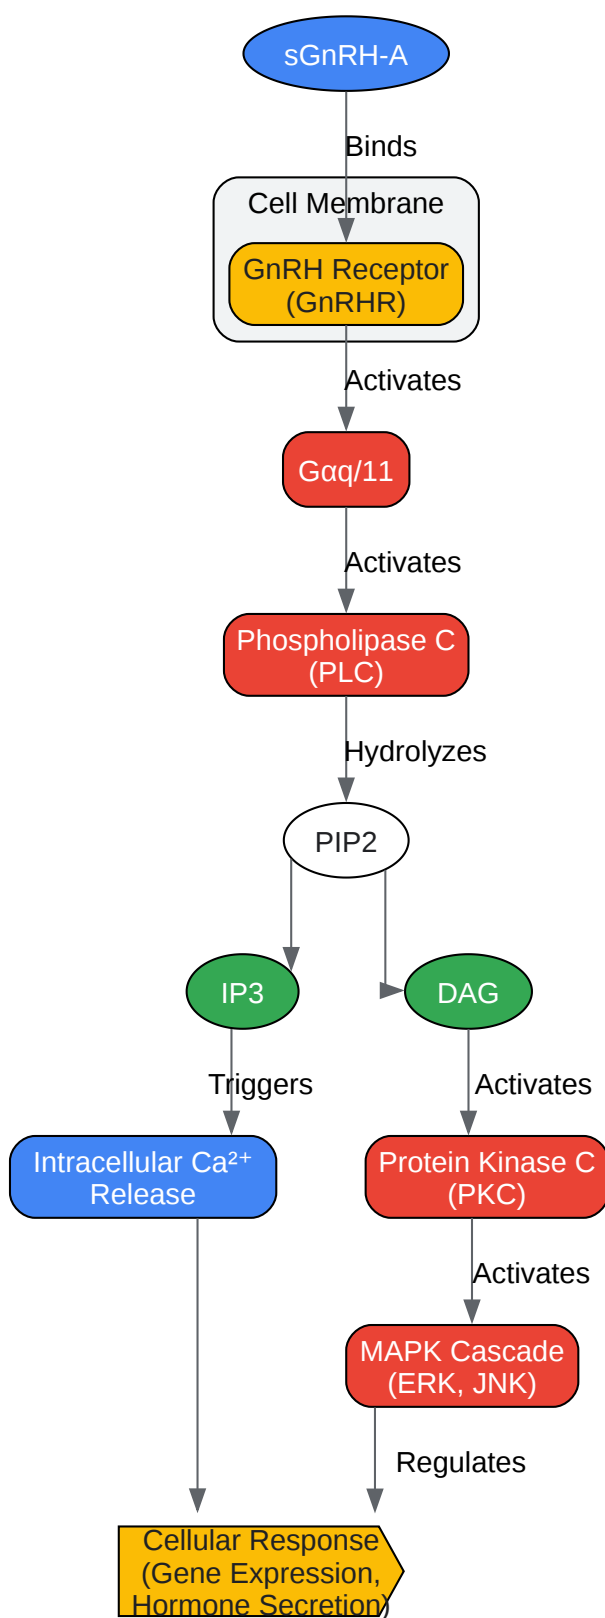 sGnRH-A
Binds
Cell Membrane
GnRH Receptor
(GnRHR)
Activates
Gαq/11
Activates
Phospholipase C
(PLC)
Hydrolyzes
PIP2
IP3
DAG
Triggers
Activates
Intracellular Ca²⁺
Release
Protein Kinase C
(PKC)
Activates
MAPK Cascade
(ERK, JNK)
Regulates
Cellular Response
(Gene Expression,
Hormone Secretion)